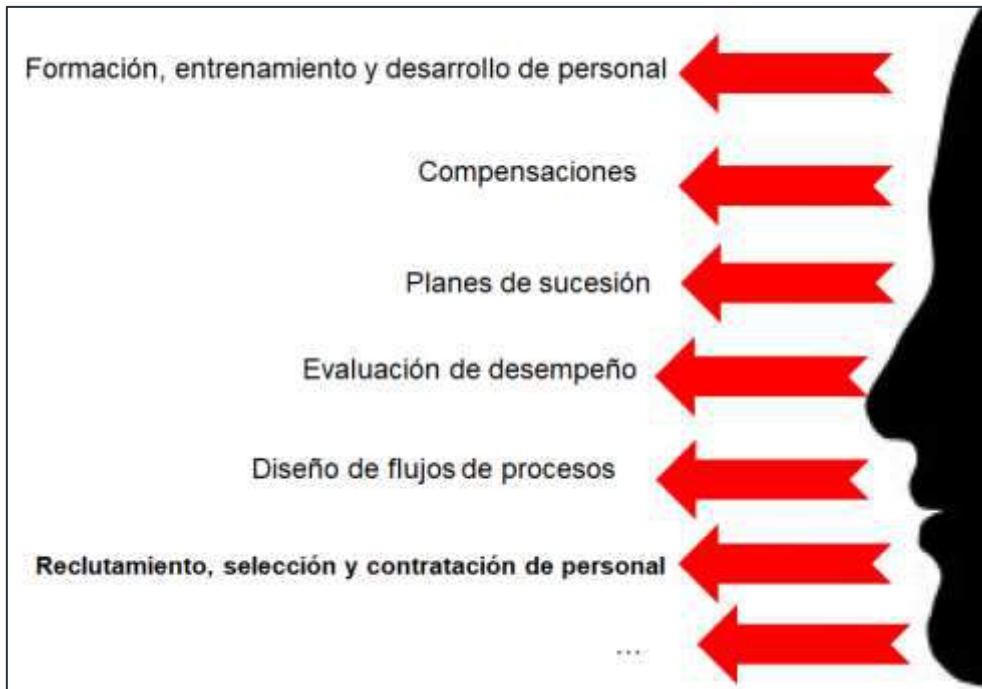 Formación, entrenamiento y desarrollo de personal
Compensaciones
Planes de sucesión
Evaluación de desempeño
Diseño de flujos de procesos
Reclutamiento, selección y contratación de personal
...